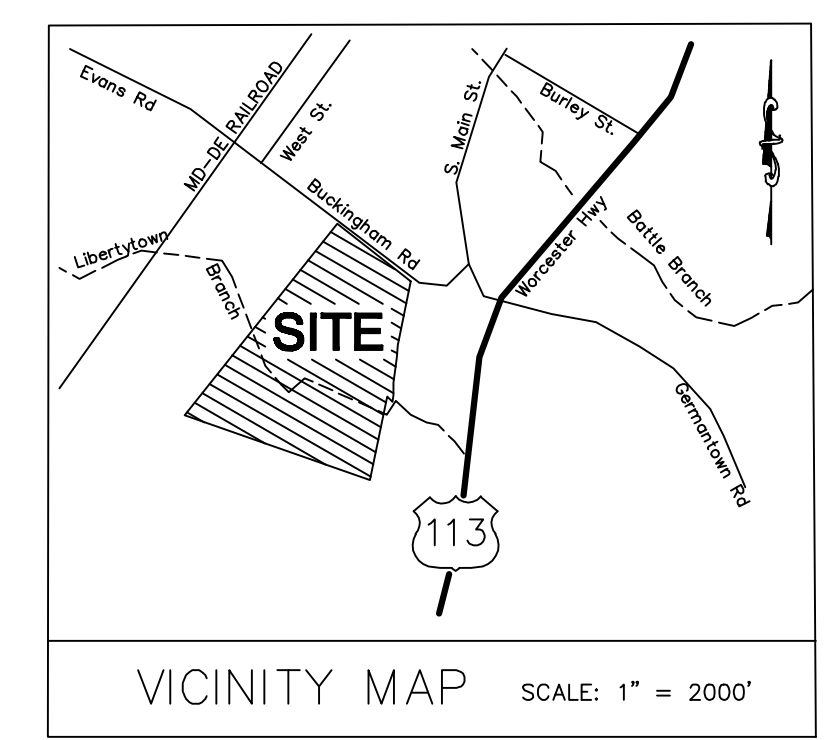 Evans Rd
MD-DE RAILROAD
West St.
S. Main St.
Burley St.
Buckingham Rd
Libertytown
Branch
Worcester Hwy
Battle Branch
SITE
Germantown Rd
113
VICINITY MAP
SCALE: 1” = 2000’